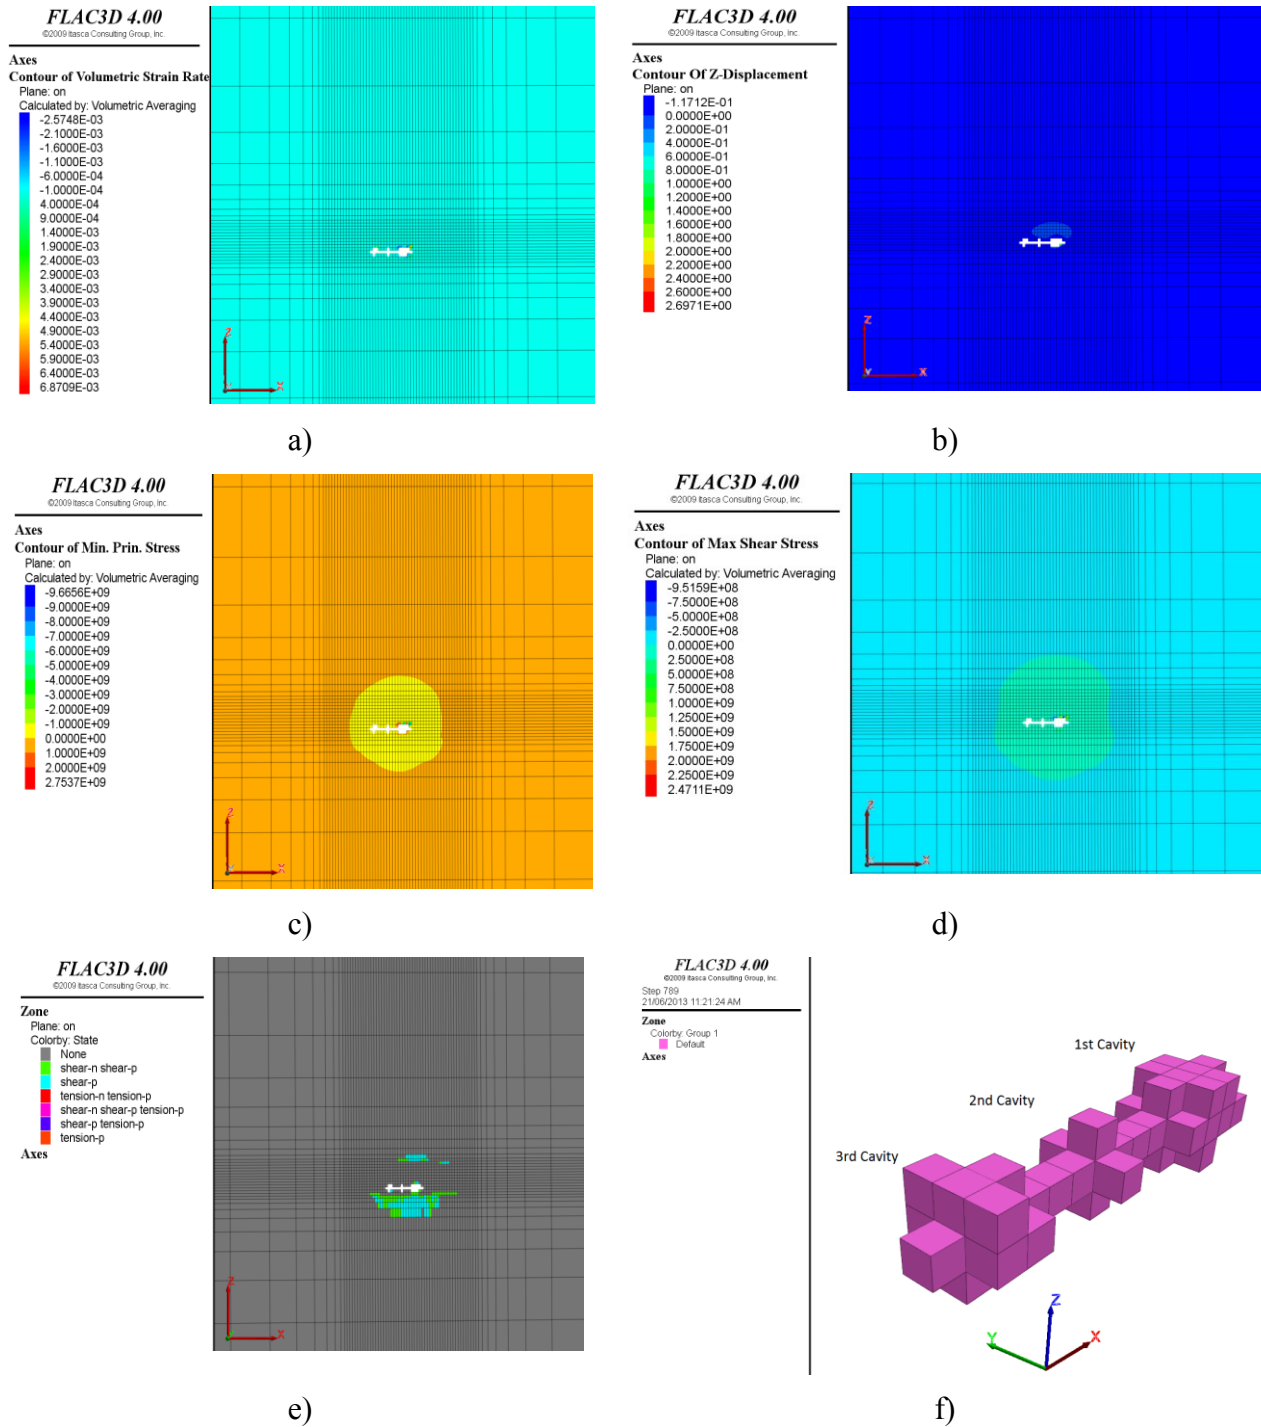 FLAC3D 4.00
©2009 Itasca Consulting Group, Inc.
Axes
Contour of Volumetric Strain Rate
Plane: on
Calculated by: Volumetric Averaging
-2.5748E-03
-2.1000E-03
-1.6000E-03
-1.1000E-03
-6.0000E-04
-1.0000E-04
4.0000E-04
9.0000E-04
1.4000E-03
1.9000E-03
2.4000E-03
2.9000E-03
3.4000E-03
3.9000E-03
4.4000E-03
4.9000E-03
5.4000E-03
5.9000E-03
6.4000E-03
6.8709E-03
Z
X
a)
FLAC3D 4.00
©2009 Itasca Consulting Group, Inc.
Axes
Contour Of Z-Displacement
Plane: on
-1.1712E-01
0.0000E+00
2.0000E-01
4.0000E-01
6.0000E-01
8.0000E-01
1.0000E+00
1.2000E+00
1.4000E+00
1.6000E+00
1.8000E+00
2.0000E+00
2.2000E+00
2.4000E+00
2.6000E+00
2.6971E+00
Z
Y
X
b)
FLAC3D 4.00
©2009 Itasca Consulting Group, Inc.
Axes
Contour of Min. Prin. Stress
Plane: on
Calculated by: Volumetric Averaging
-9.6656E+09
-9.0000E+09
-8.0000E+09
-7.0000E+09
-6.0000E+09
-5.0000E+09
-4.0000E+09
-3.0000E+09
-2.0000E+09
-1.0000E+09
0.0000E+00
1.0000E+09
2.0000E+09
2.7537E+09
Z
X
c)
FLAC3D 4.00
©2009 Itasca Consulting Group, Inc.
Axes
Contour of Max Shear Stress
Plane: on
Calculated by: Volumetric Averaging
-9.5159E+08
-7.5000E+08
-5.0000E+08
-2.5000E+08
0.0000E+00
2.5000E+08
5.0000E+08
7.5000E+08
1.0000E+09
1.2500E+09
1.5000E+09
1.7500E+09
2.0000E+09
2.2500E+09
2.4711E+09
Z
X
d)
FLAC3D 4.00
©2009 Itasca Consulting Group, Inc.
Zone
Plane: on
Colorby: State
None
shear-n shear-p
shear-p
tension-n tension-p
shear-n shear-p tension-p
shear-p tension-p
tension-p
Axes
Z
X
e)
FLAC3D 4.00
©2009 Itasca Consulting Group, Inc.
Step 789
21/06/2013 11:21:24 AM
Zone
Colorby: Group 1
Default
Axes
1st Cavity
2nd Cavity
3rd Cavity
Z
Y
X
f)